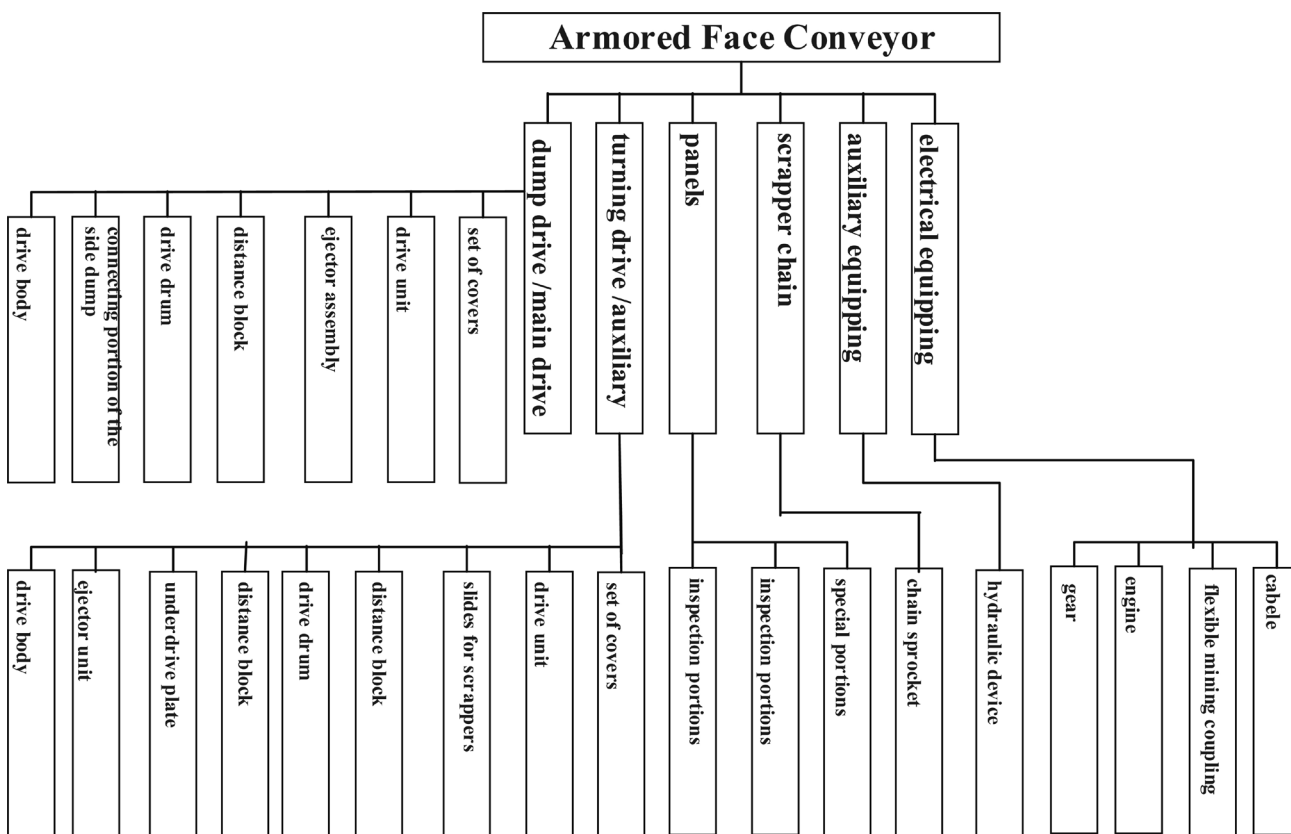 Armored Face Conveyor
dump drive /main drive
turning drive /auxiliary
panels
scrapper chain
auxiliary equipping
electrical equipping
drive body
connecting portion of the
side dump
drive drum
distance block
ejector assembly
drive unit
set of covers
drive body
ejector unit
underdrive plate
distance block
drive drum
distance block
slides for scrappers
drive unit
set of covers
inspection portions
inspection portions
special portions
chain sprocket
hydraulic device
gear
engine
flexible mining coupling
cabele